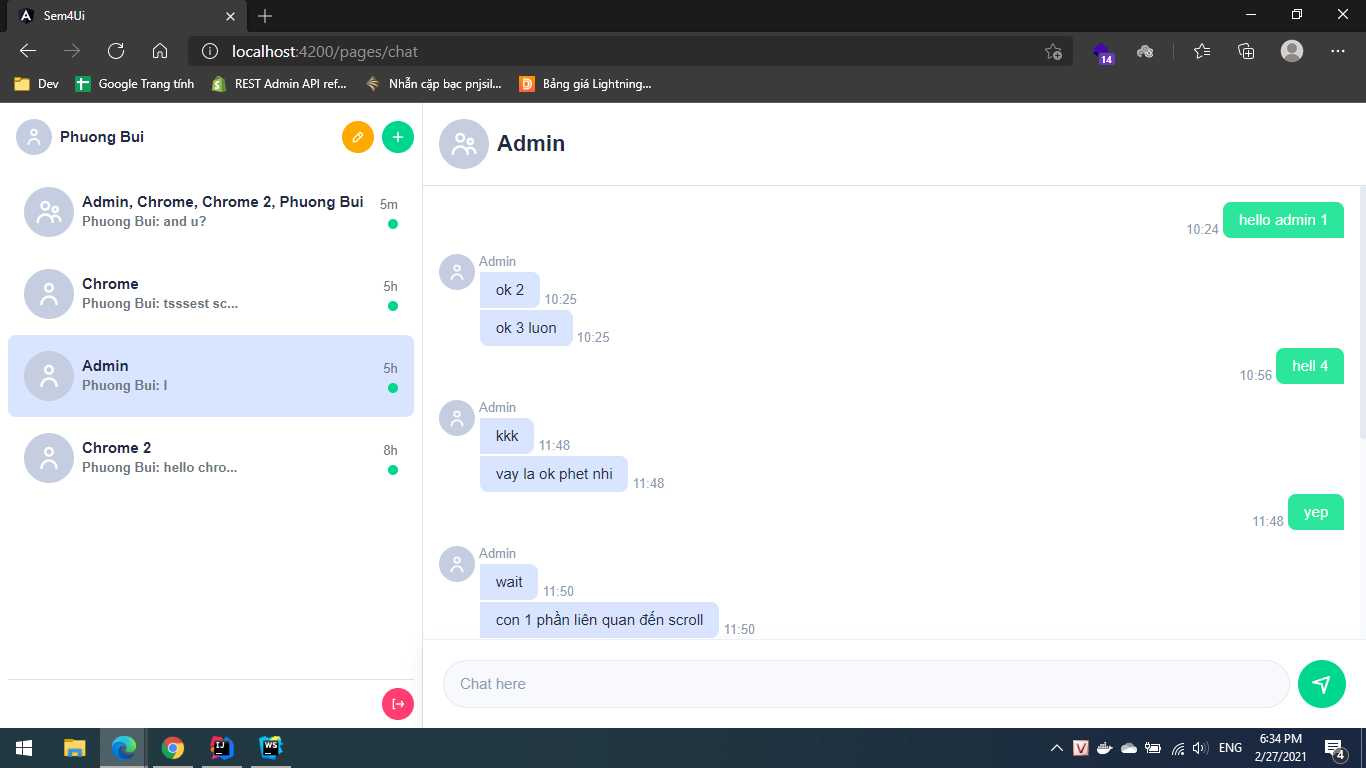 Sem4Ui
localhost:4200/pages/chat
14
Dev
Google Trang tính
REST Admin API ref...
Nhẫn cặp bạc pnjsil...
Bảng giá Lightning...
Phuong Bui
Admin, Chrome, Chrome 2, Phuong Bui
5m
Phuong Bui: and u?
Chrome
5h
Phuong Bui: tsssest sc...
Admin
5h
Phuong Bui: l
Chrome 2
8h
Phuong Bui: hello chro...
Admin
10:24
hello admin 1
Admin
ok 2
10:25
ok 3 luon
10:25
10:56
hell 4
Admin
kkk
11:48
vay la ok phet nhi
11:48
11:48
yep
Admin
wait
11:50
con 1 phần liên quan đến scroll
11:50
Chat here
IJ
WS
V
ENG
6:34 PM
2/27/2021
4